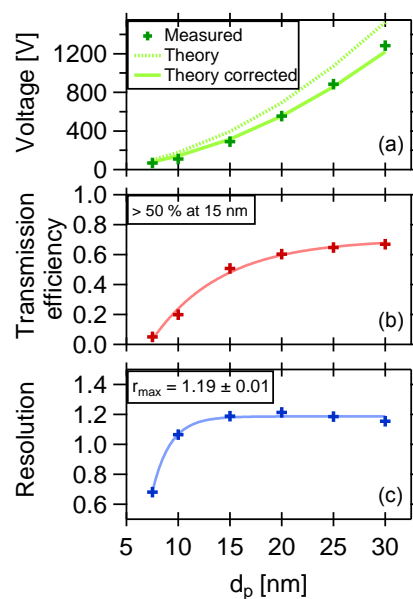 Measured
Theory
Theory corrected
Voltage [V]
1200
800
400
0
(a)
> 50 % at 15 nm
Transmission
efficiency
1.0
0.8
0.6
0.4
0.2
0.0
(b)
r_max = 1.19 ± 0.01
Resolution
1.4
1.2
1.0
0.8
0.6
(c)
5 10 15 20 25 30
d_p [nm]